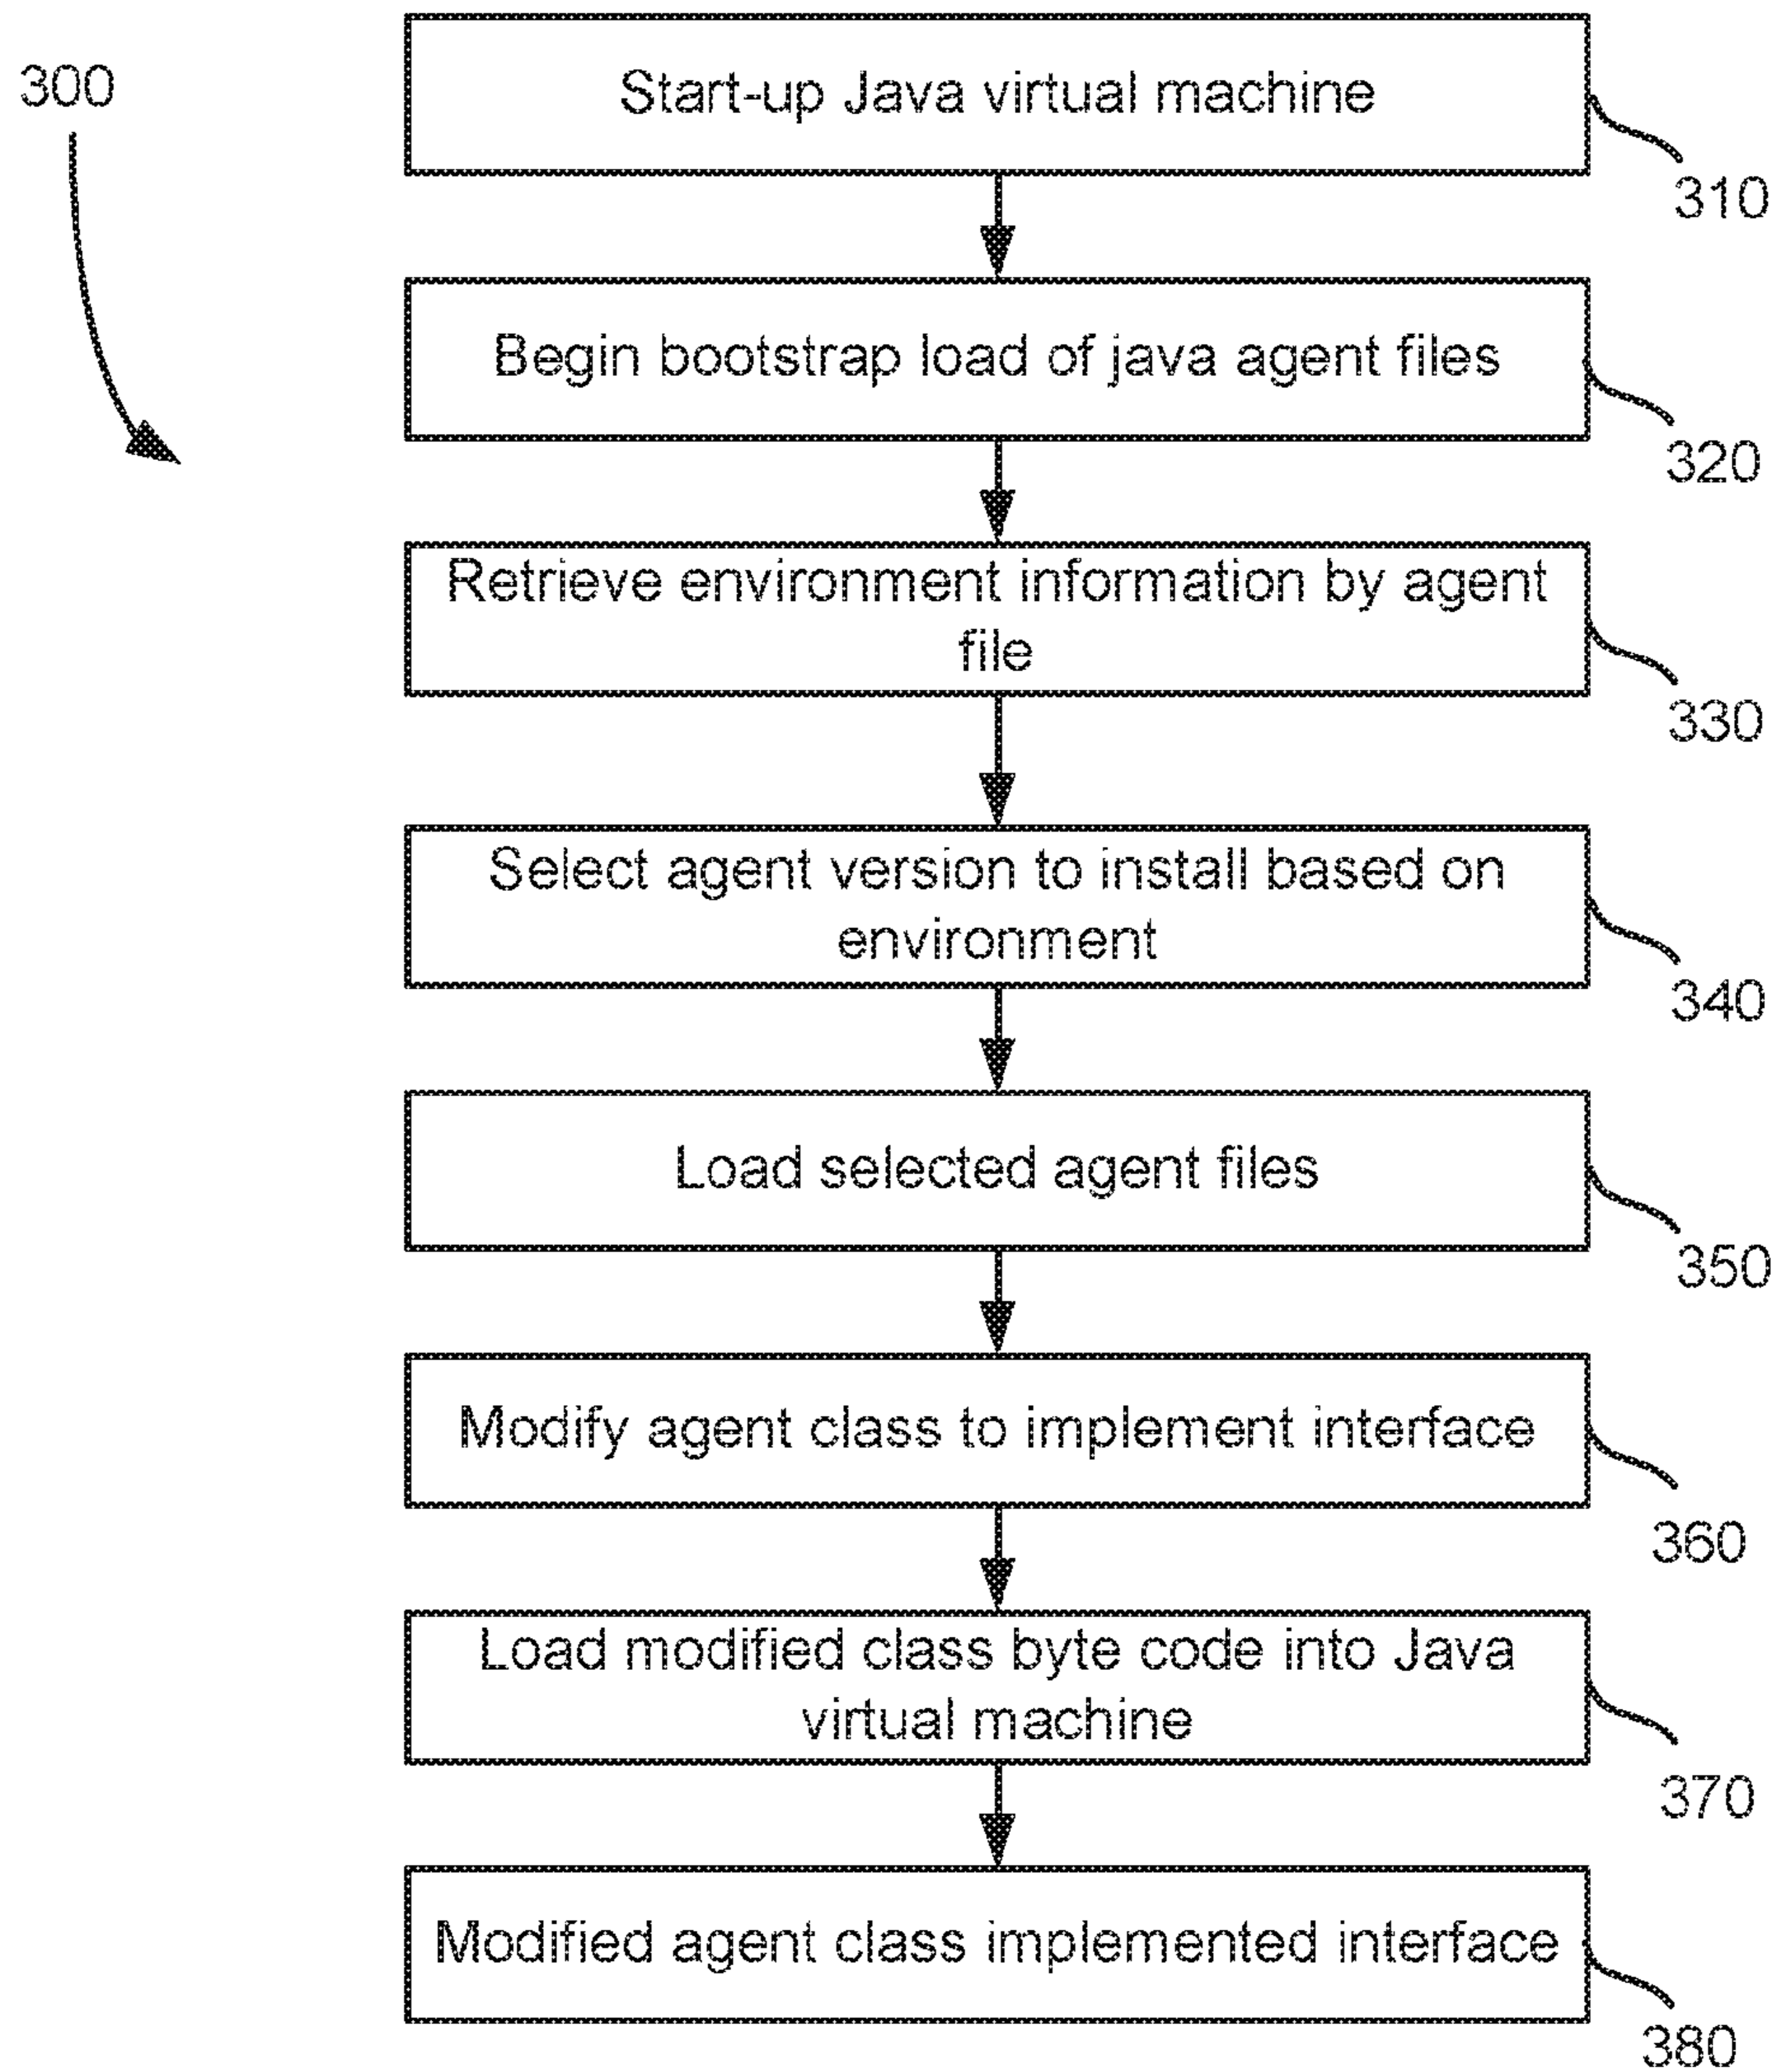 300
Start-up Java virtual machine
310
Begin bootstrap load of java agent files
320
Retrieve environment information by agent
file
330
Select agent version to install based on
environment
340
Load selected agent files
350
Modify agent class to implement interface
360
Load modified class byte code into Java
virtual machine
370
Modified agent class implemented interface
380